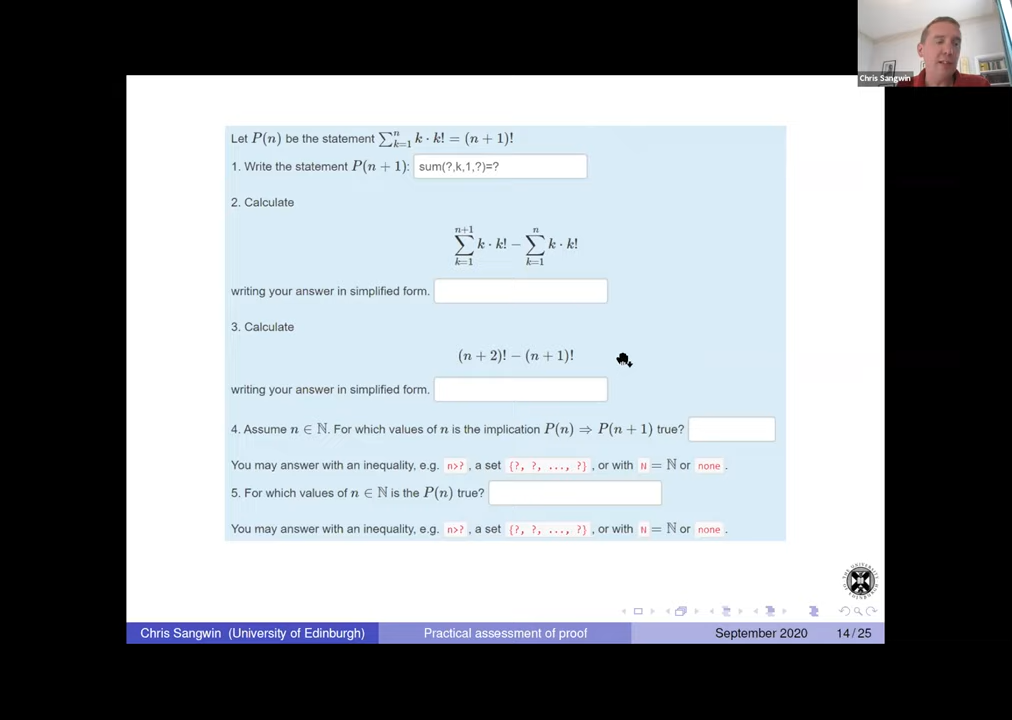 Chris Sangwin
Let P(n) be the statement ∑ⁿₖ₌₁ k · k! = (n + 1)!
1. Write the statement P(n + 1): sum(?,k,1,?)=?
2. Calculate
n+1 ∑ k=1 k · k! − n ∑ k=1 k · k!
writing your answer in simplified form.
3. Calculate
(n + 2)! − (n + 1)!
writing your answer in simplified form.
4. Assume n ∈ ℕ. For which values of n is the implication P(n) ⇒ P(n + 1) true?
You may answer with an inequality, e.g. n>? , a set {?, ?, ..., ?} , or with N = ℕ or none .
5. For which values of n ∈ ℕ is the P(n) true?
You may answer with an inequality, e.g. n>? , a set {?, ?, ..., ?} , or with N = ℕ or none .
Chris Sangwin (University of Edinburgh) Practical assessment of proof September 2020 14 / 25